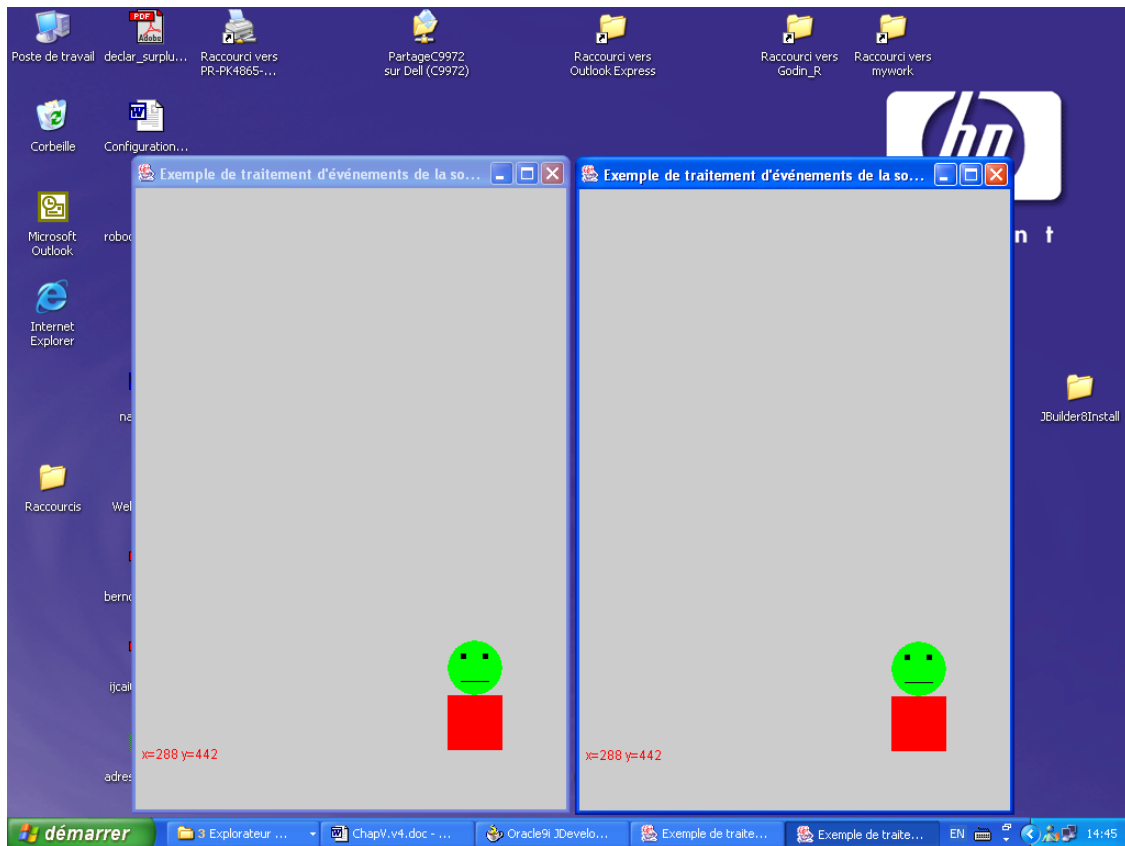 Poste de travail
declar_surplu...
Raccourci vers
PR-PK4865-...
PartageC9972
sur Dell (C9972)
Raccourci vers
Outlook Express
Raccourci vers
Godin_R
Raccourci vers
mywork
PDF
Adobe
hp
Corbeille
Configuration...
Exemple de traitement d'événements de la so...
Exemple de traitement d'événements de la so...
Microsoft
Outlook
n t
Internet
Explorer
JBuilder8Install
Raccourcis
x=288 y=442
x=288 y=442
démarrer
3 Explorateur ...
ChapV.v4.doc - ...
Oracle9i JDevelo...
Exemple de traite...
Exemple de traite...
EN
14:45